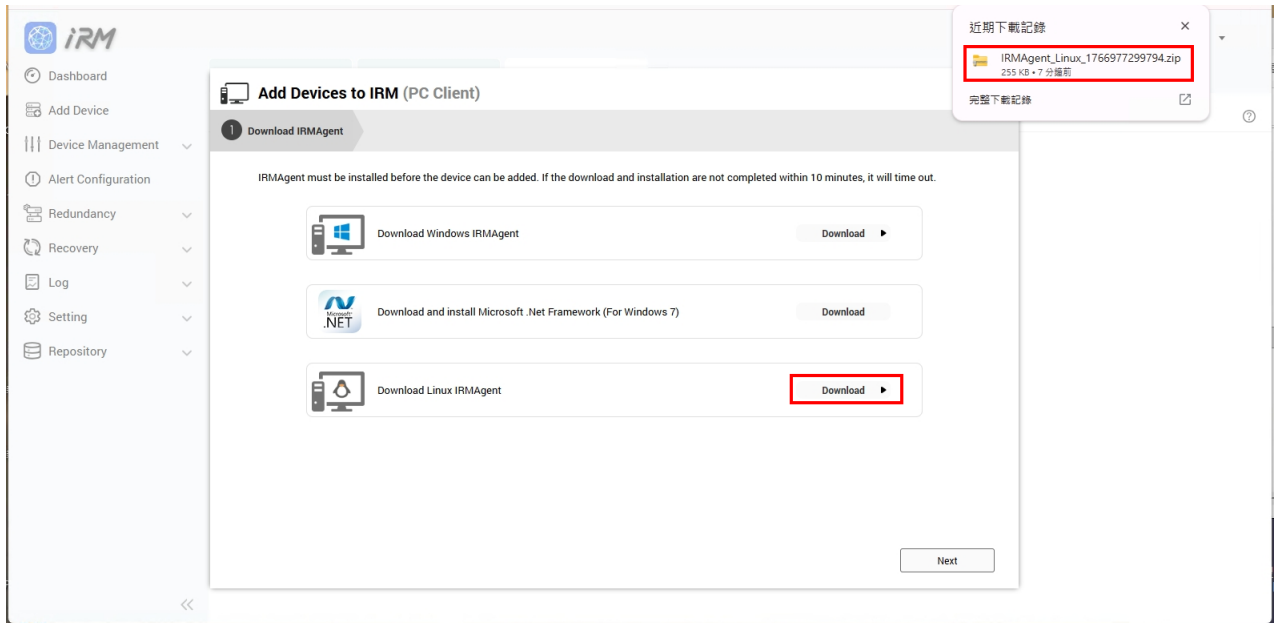 iRM
Dashboard
Add Device
Device Management
Alert Configuration
Redundancy
Recovery
Log
Setting
Repository
Add Devices to IRM (PC Client)
1 Download IRMAgent
IRMAgent must be installed before the device can be added. If the download and installation are not completed within 10 minutes, it will time out.
Download Windows IRMAgent Download
Microsoft .NET
Download and install Microsoft .Net Framework (For Windows 7) Download
Download Linux IRMAgent Download
Next
近期下載記錄
IRMAgent_Linux_1766977299794.zip
255 KB • 7 分鐘前
完整下載記錄